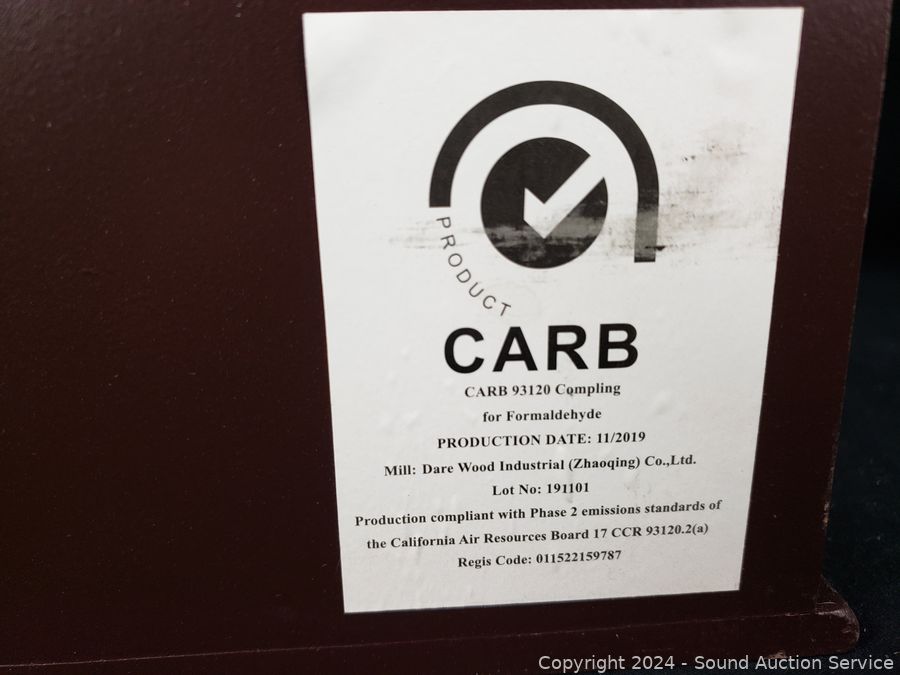 PRODUCT
CARB
CARB 93120 Compling
for Formaldehyde
PRODUCTION DATE: 11/2019
Mill: Dare Wood Industrial (Zhaoqing) Co.,Ltd.
Lot No: 191101
Production compliant with Phase 2 emissions standards of
the California Air Resources Board 17 CCR 93120.2(a)
Regis Code: 011522159787
Copyright 2024 - Sound Auction Service